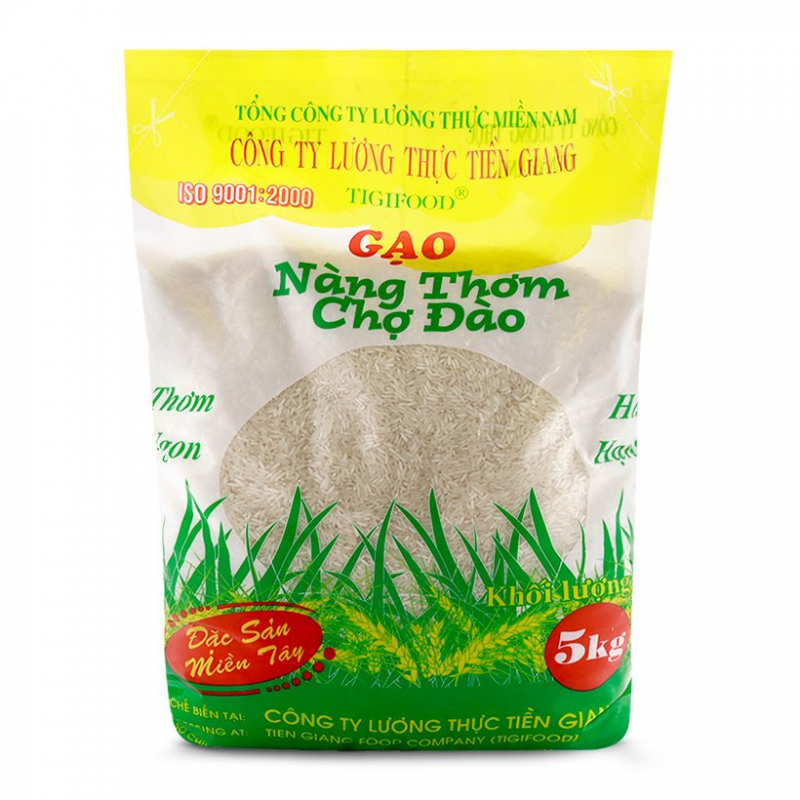 TỔNG CÔNG TY LƯƠNG THỰC MIỀN NAM
CÔNG TY LƯƠNG THỰC TIỀN GIANG
ISO 9001:2000
TIGIFOOD®
GẠO
Nàng Thơm
Chợ Đào
Thơm
Khối lượng
5kg
Đặc Sản
Miền Tây
CHẾ BIẾN TẠI: CÔNG TY LƯƠNG THỰC TIỀN GIAN
AT: TIEN GIANG FOOD COMPANY (TIGIFOOD)